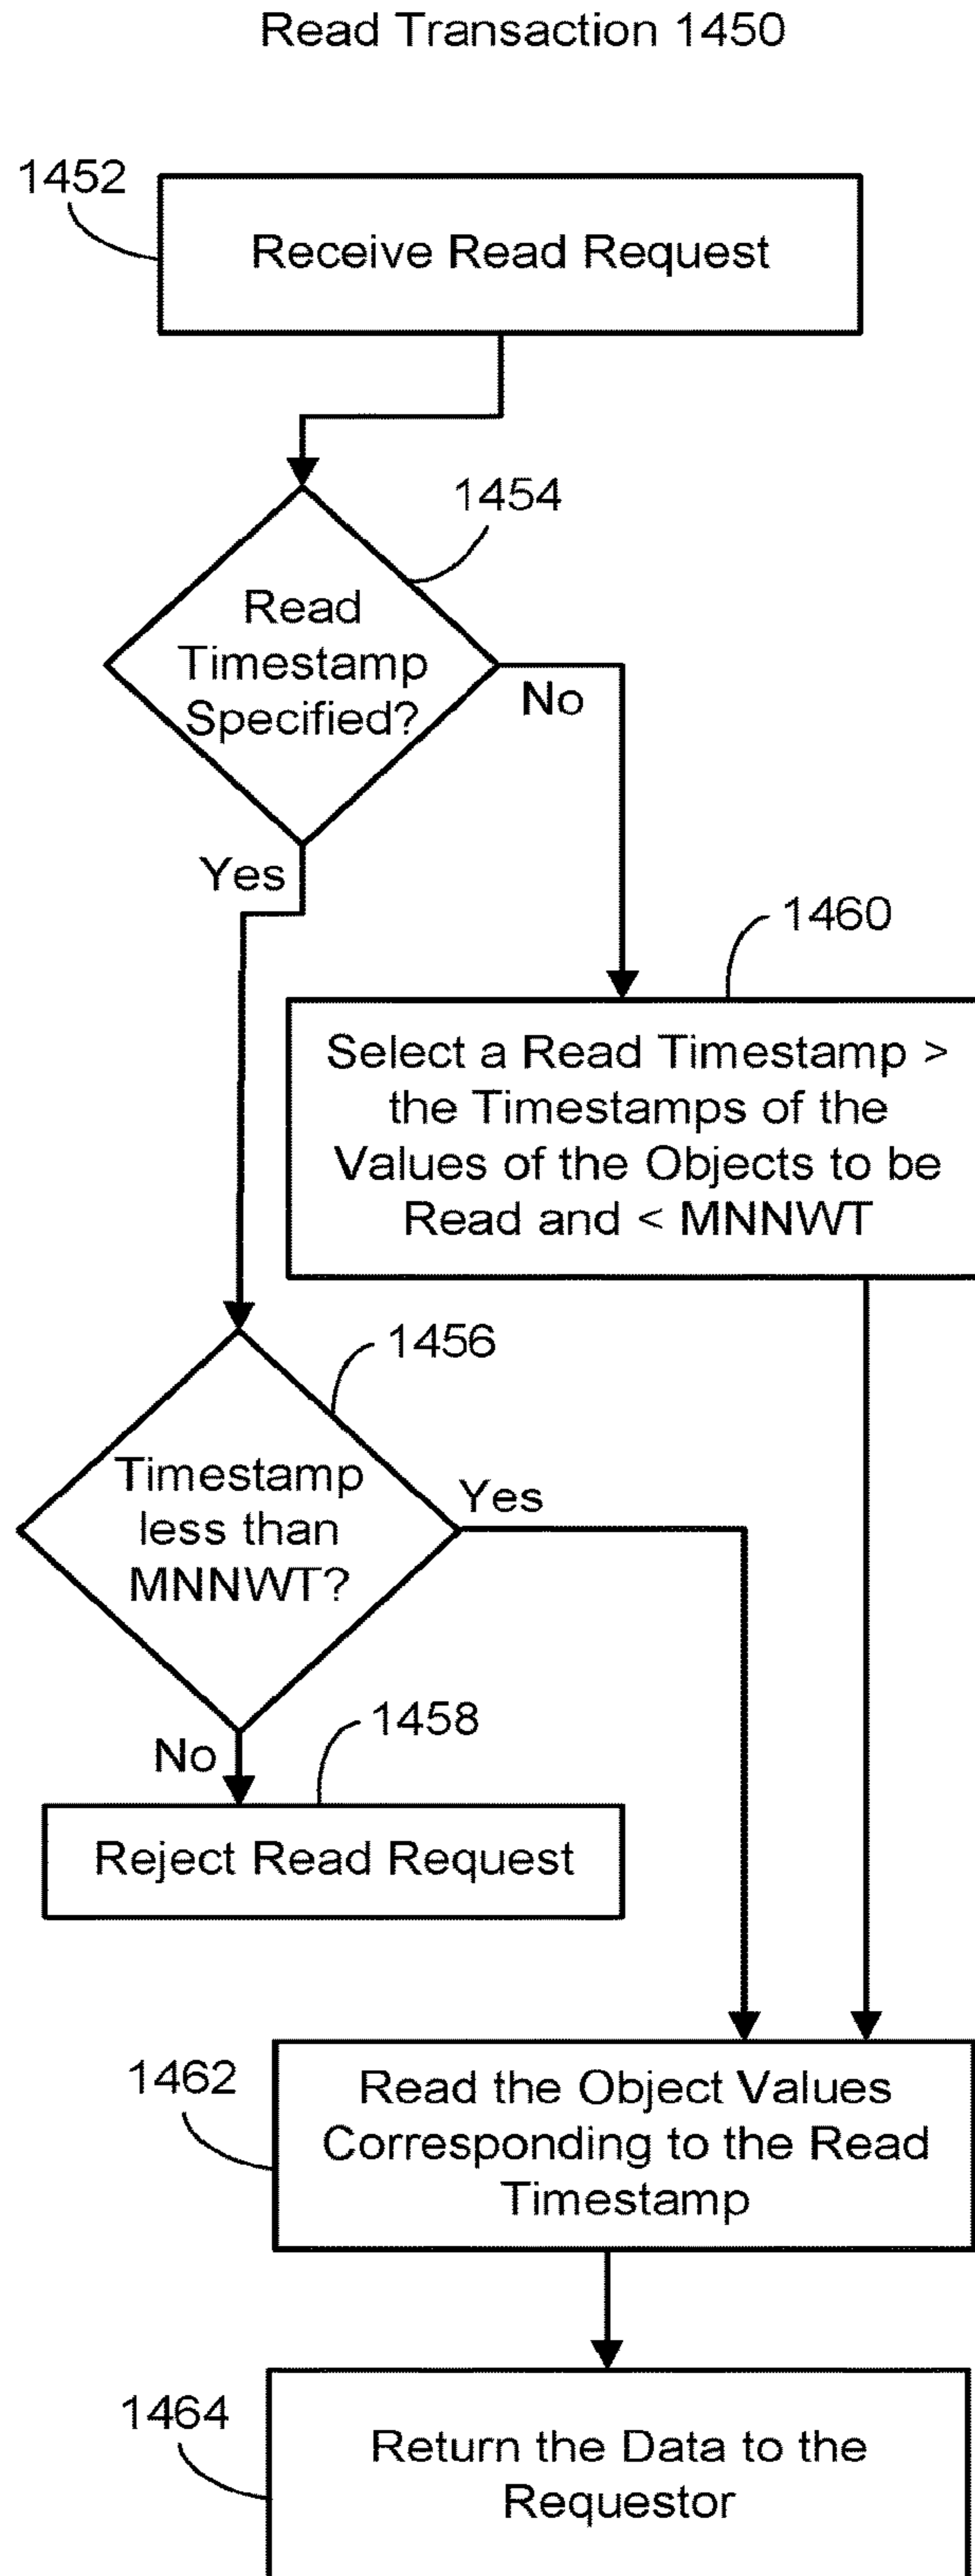 Read Transaction 1450
1452
Receive Read Request
1454
Read
Timestamp
Specified?
No
Yes
1460
Select a Read Timestamp >
the Timestamps of the
Values of the Objects to be
Read and < MNNWT
1456
Timestamp
less than
MNNWT?
Yes
1458
No
Reject Read Request
1462
Read the Object Values
Corresponding to the Read
Timestamp
1464
Return the Data to the
Requestor